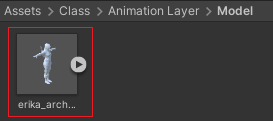 Assets > Class > Animation Layer > Model
erika_arch...